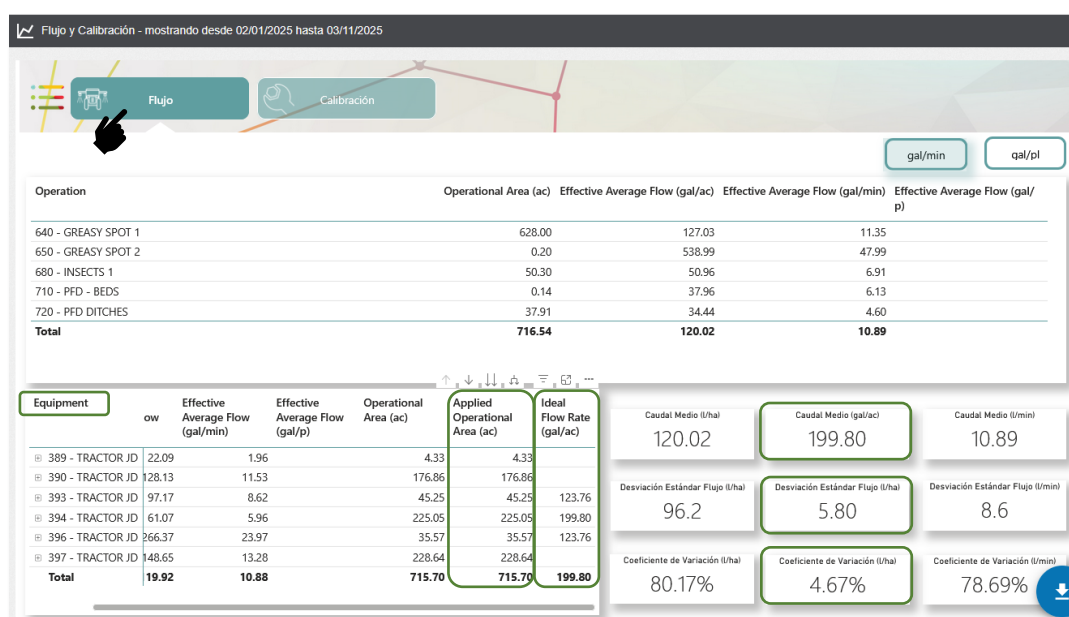 Flujo y Calibración - mostrando desde 02/01/2025 hasta 03/11/2025
Flujo Calibración
gal/min gal/pl
Operation Operational Area (ac) Effective Average Flow (gal/ac) Effective Average Flow (gal/min) Effective Average Flow (gal/
p)
640 - GREASY SPOT 1 628.00 127.03 11.35
650 - GREASY SPOT 2 0.20 538.99 47.99
680 - INSECTS 1 50.30 50.96 6.91
710 - PFD - BEDS 0.14 37.96 6.13
720 - PFD DITCHES 37.91 34.44 4.60
Total 716.54 120.02 10.89
Equipment Effective Effective Operational Applied Ideal
ow Average Flow Average Flow Area (ac) Operational Flow Rate
(gal/min) (gal/p) Area (ac) (gal/ac)
389 - TRACTOR JD 22.09 1.96 4.33 4.33
390 - TRACTOR JD 128.13 11.53 176.86 176.86
393 - TRACTOR JD 97.17 8.62 45.25 45.25 123.76
394 - TRACTOR JD 61.07 5.96 225.05 225.05 199.80
396 - TRACTOR JD 266.37 23.97 35.57 35.57 123.76
397 - TRACTOR JD 148.65 13.28 228.64 228.64
Total 19.92 10.88 715.70 715.70 199.80
Caudal Medio (l/ha) Caudal Medio (gal/ac) Caudal Medio (l/min)
120.02 199.80 10.89
Desviación Estándar Flujo (l/ha) Desviación Estándar Flujo (l/ha) Desviación Estándar Flujo (l/min)
96.2 5.80 8.6
Coeficiente de Variación (l/ha) Coeficiente de Variación (l/ha) Coeficiente de Variación (l/min)
80.17% 4.67% 78.69%